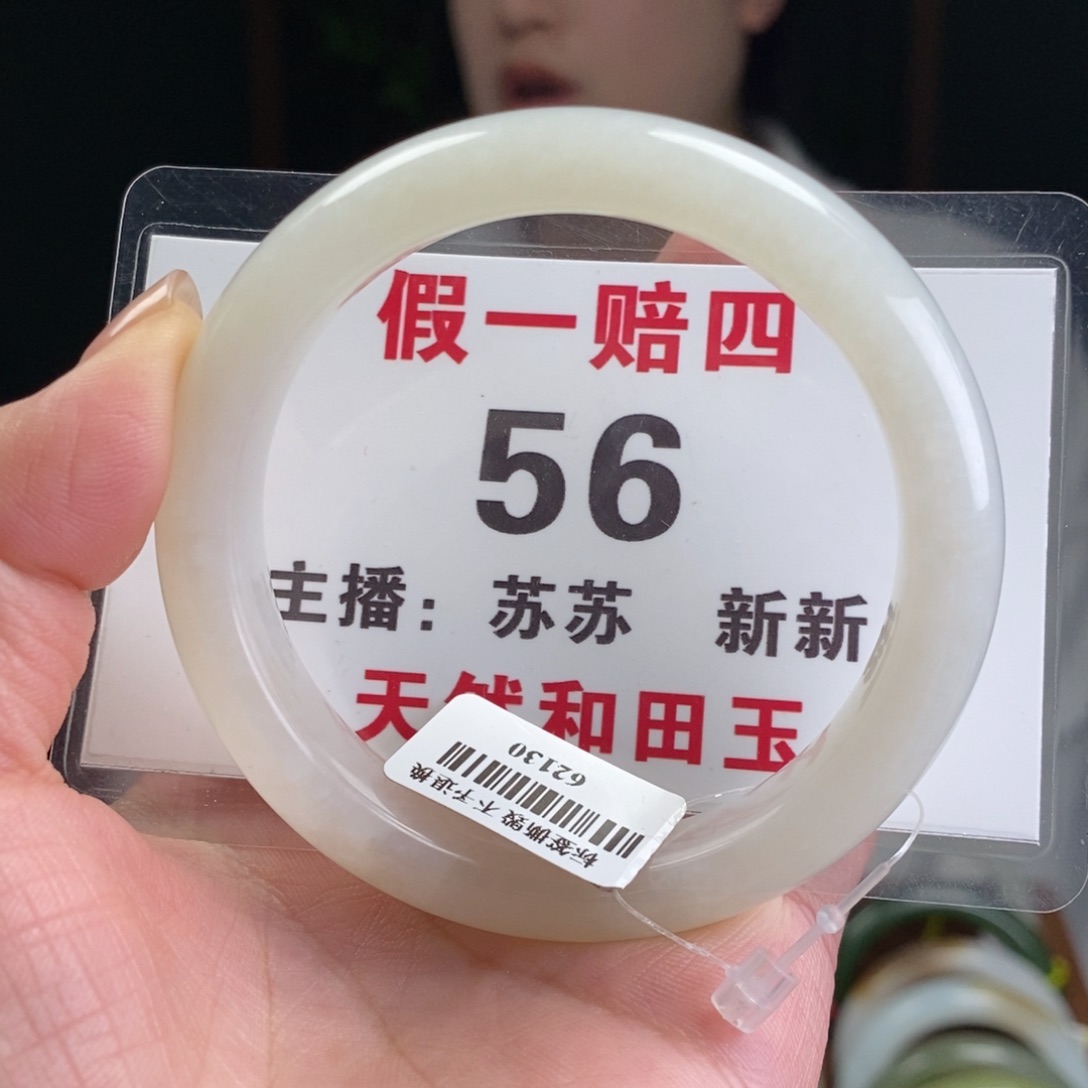 假一赔四
56
主播：苏苏 新新
天然和田玉
62130
标签撕毁 不予退换